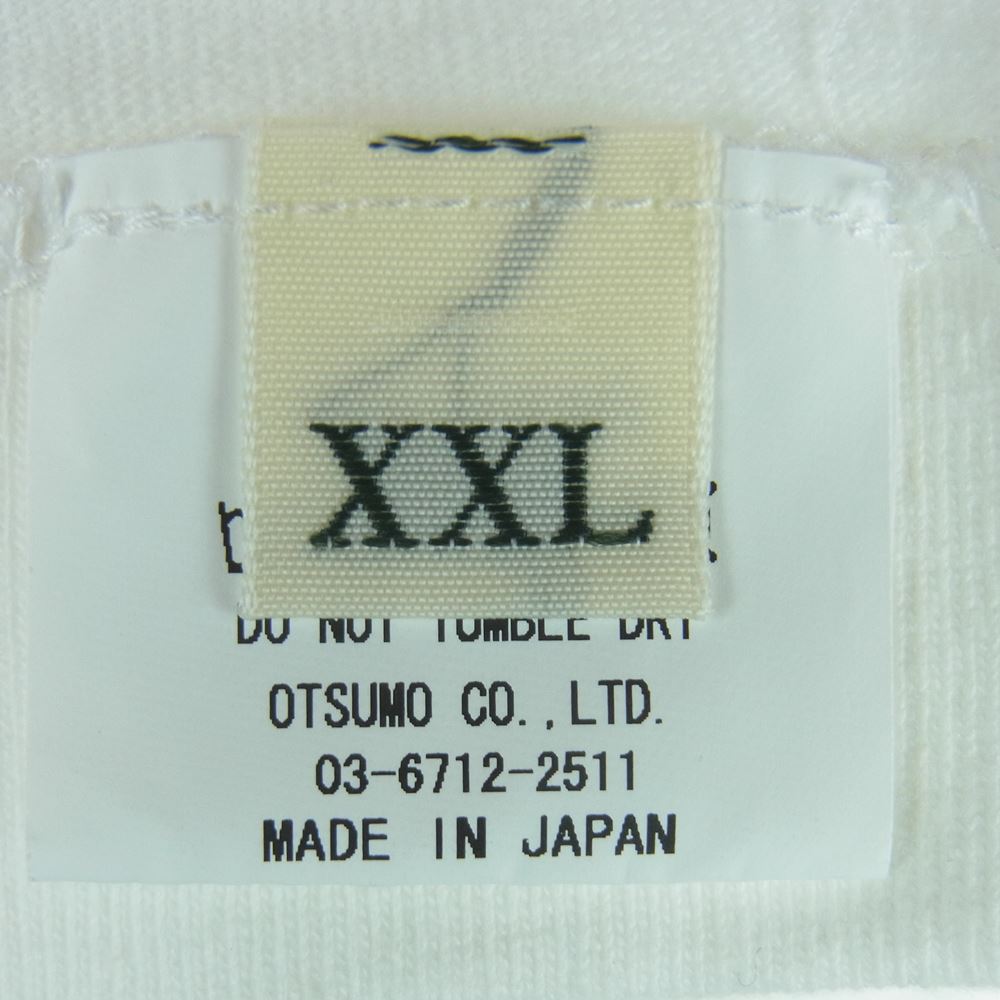 XXL
DO NOT TUMBLE DRY
OTSUMO CO.,LTD.
03-6712-2511
MADE IN JAPAN